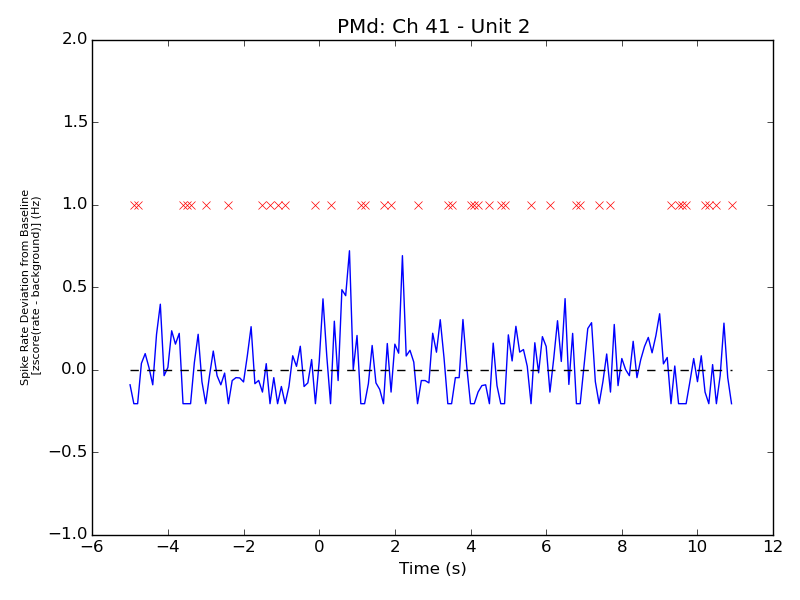 PMd: Ch 41 - Unit 2
2.0
1.5
1.0
0.5
0.0
−0.5
−1.0
Spike Rate Deviation from Baseline
[zscore(rate - background)] (Hz)
−6 −4 −2 0 2 4 6 8 10 12
Time (s)